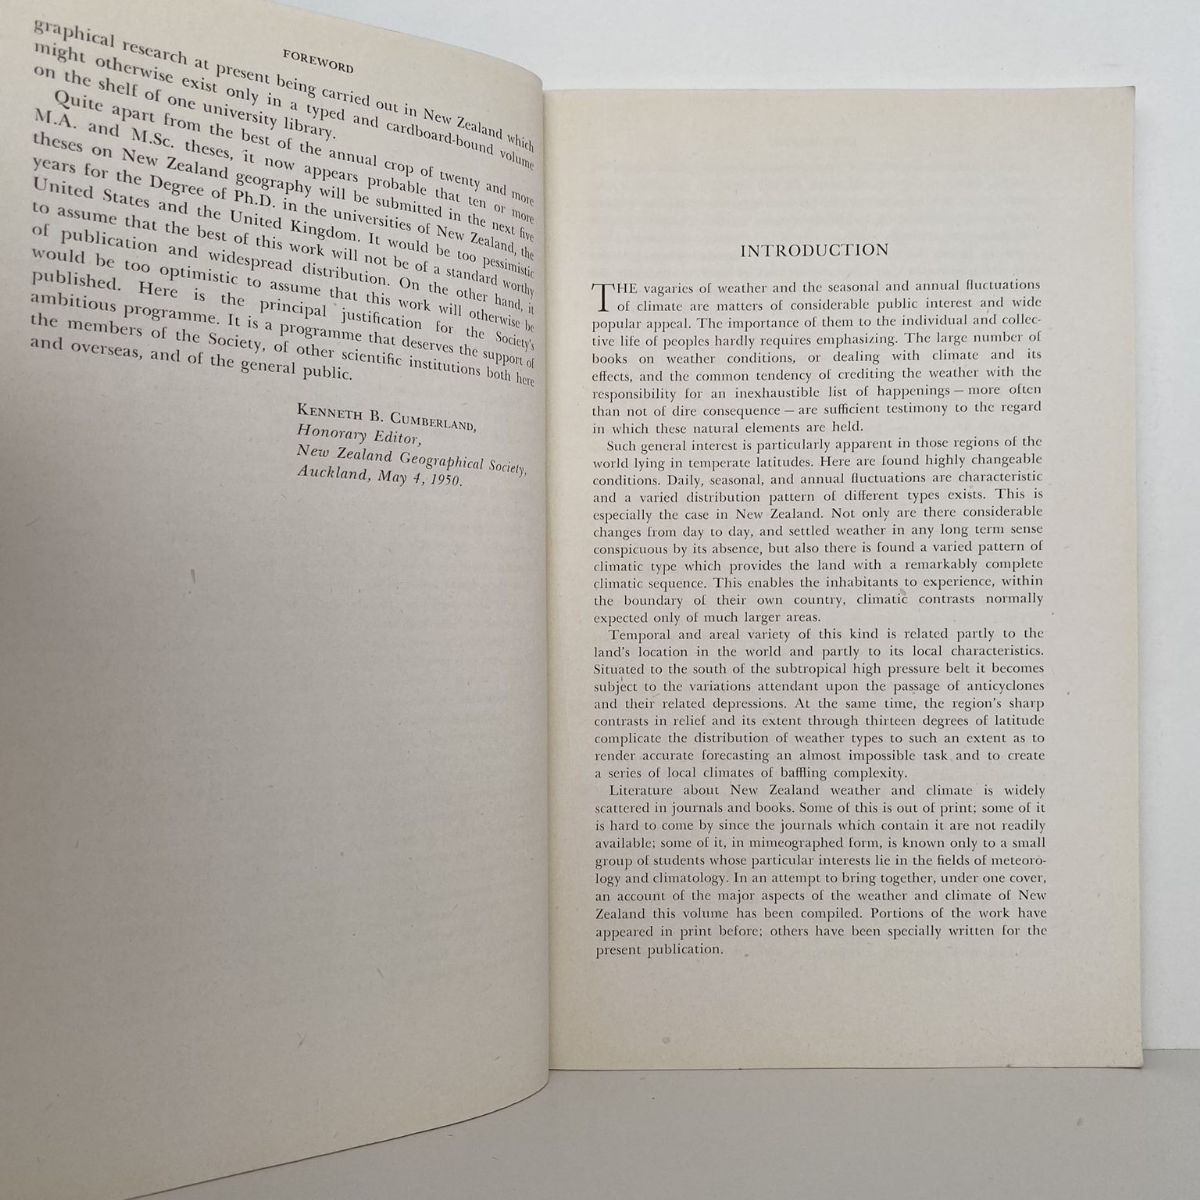 FOREWORD
graphical research at present being carried out in New Zealand which
might otherwise exist only in a typed and cardboard-bound volume
on the shelf of one university library.
Quite apart from the best of the annual crop of twenty and more
M.A. and M.Sc. theses, it now appears probable that ten or more
theses on New Zealand geography will be submitted in the next five
years for the Degree of Ph.D. in the universities of New Zealand, the
United States and the United Kingdom. It would be too pessimistic
to assume that the best of this work will not be of a standard worthy
of publication and widespread distribution. On the other hand, it
would be too optimistic to assume that this work will otherwise be
published. Here is the principal justification for the Society's
ambitious programme. It is a programme that deserves the support of
the members of the Society, of other scientific institutions both here
and overseas, and of the general public.
KENNETH B. CUMBERLAND,
Honorary Editor,
New Zealand Geographical Society,
Auckland, May 4, 1950.
INTRODUCTION
THE vagaries of weather and the seasonal and annual fluctuations
of climate are matters of considerable public interest and wide
popular appeal. The importance of them to the individual and collec-
tive life of peoples hardly requires emphasizing. The large number of
books on weather conditions, or dealing with climate and its
effects, and the common tendency of crediting the weather with the
responsibility for an inexhaustible list of happenings — more often
than not of dire consequence — are sufficient testimony to the regard
in which these natural elements are held.
Such general interest is particularly apparent in those regions of the
world lying in temperate latitudes. Here are found highly changeable
conditions. Daily, seasonal, and annual fluctuations are characteristic
and a varied distribution pattern of different types exists. This is
especially the case in New Zealand. Not only are there considerable
changes from day to day, and settled weather in any long term sense
conspicuous by its absence, but also there is found a varied pattern of
climatic type which provides the land with a remarkably complete
climatic sequence. This enables the inhabitants to experience, within
the boundary of their own country, climatic contrasts normally
expected only of much larger areas.
Temporal and areal variety of this kind is related partly to the
land's location in the world and partly to its local characteristics.
Situated to the south of the subtropical high pressure belt it becomes
subject to the variations attendant upon the passage of anticyclones
and their related depressions. At the same time, the region's sharp
contrasts in relief and its extent through thirteen degrees of latitude
complicate the distribution of weather types to such an extent as to
render accurate forecasting an almost impossible task and to create
a series of local climates of baffling complexity.
Literature about New Zealand weather and climate is widely
scattered in journals and books. Some of this is out of print; some of it
is hard to come by since the journals which contain it are not readily
available; some of it, in mimeographed form, is known only to a small
group of students whose particular interests lie in the fields of meteoro-
logy and climatology. In an attempt to bring together, under one cover,
an account of the major aspects of the weather and climate of New
Zealand this volume has been compiled. Portions of the work have
appeared in print before; others have been specially written for the
present publication.